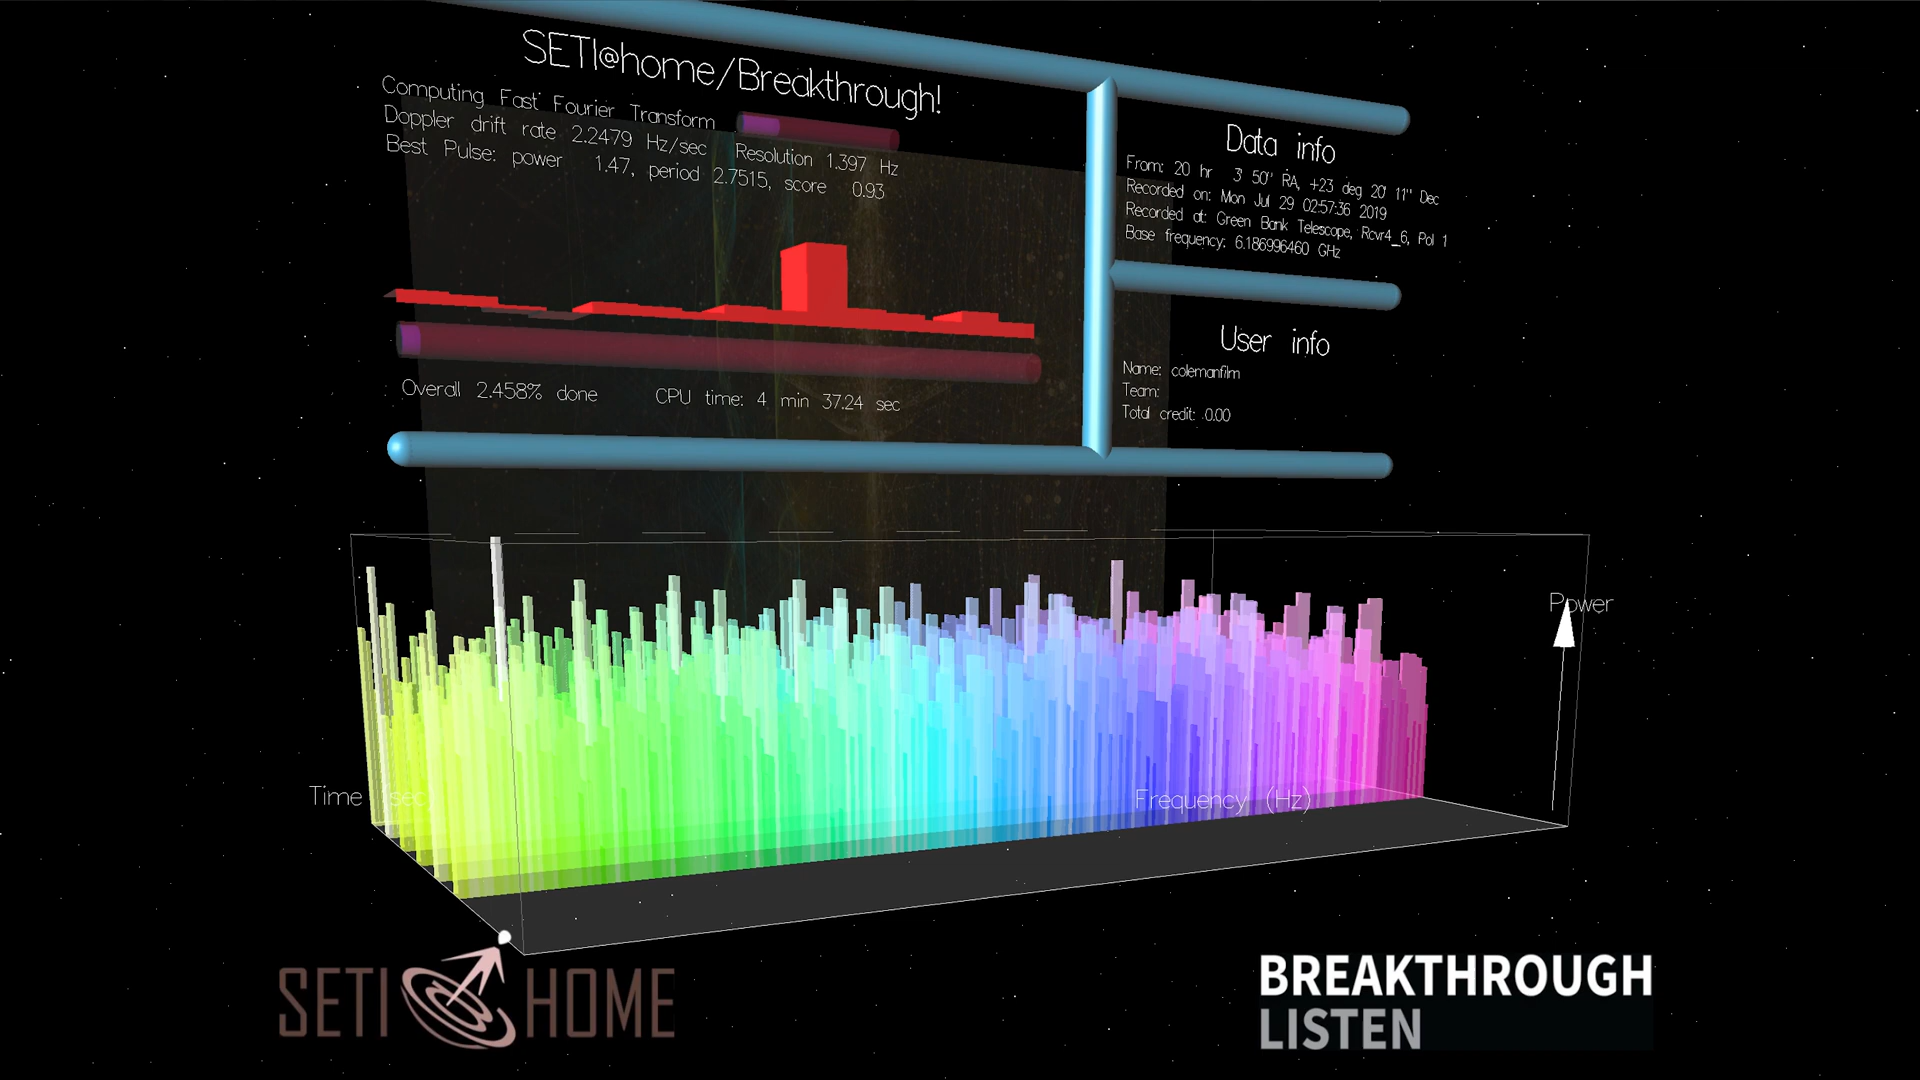 SETI@home/Breakthrough!
Computing Fast Fourier Transform
Doppler drift rate 2.2479 Hz/sec Resolution 1.397 Hz
Best Pulse: power 1.47, period 2.7515, score 0.93
Overall 2.458% done CPU time: 4 min 37.24 sec
Data info
From: 20 hr 3' 50'' RA, +23 deg 20' 11'' Dec
Recorded on: Mon Jul 29 02:57:36 2019
Recorded at: Green Bank Telescope, Rcvr4_6, Pol 1
Base frequency: 6.186996460 GHz
User info
Name: colemanfilm
Team:
Total credit: 0.00
Power
Time sec
Frequency (Hz)
SETI HOME
BREAKTHROUGH
LISTEN